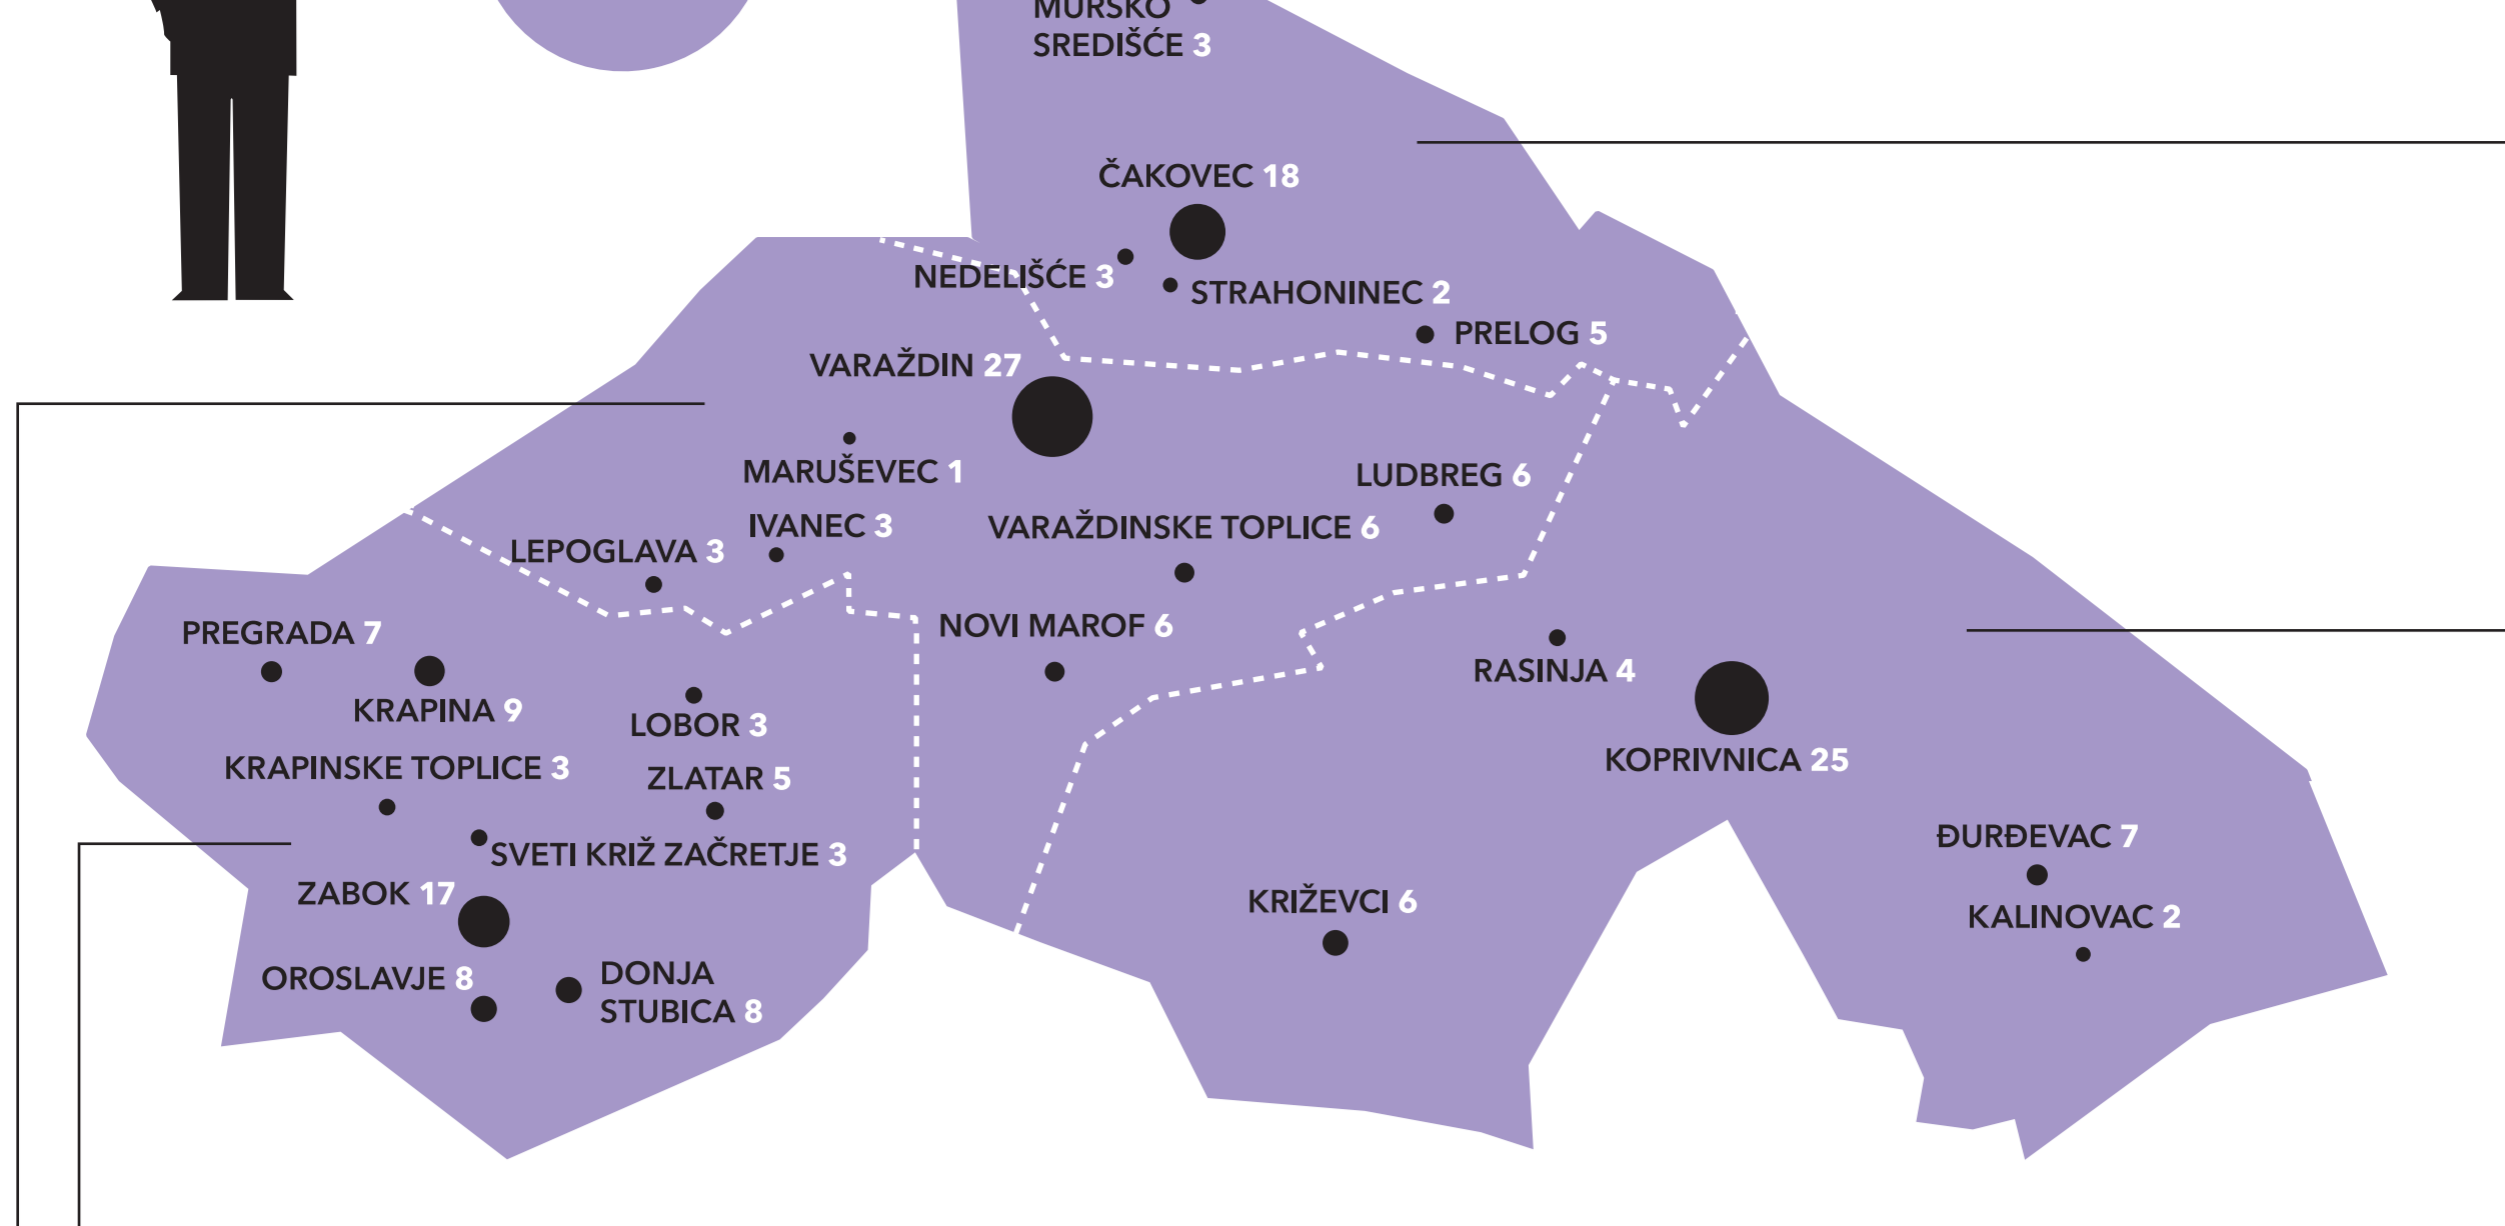 MURSKO
SREDIŠĆE 3
ČAKOVEC 18
NEDELIŠĆE 3
STRAHONINEC 2
PRELOG 5
VARAŽDIN 27
MARUŠEVEC 1
LUDBREG 6
IVANEC 3
VARAŽDINSKE TOPLICE 6
LEPOGLAVA 3
NOVI MAROF 6
PREGRADA 7
RASINJA 4
KRAPINA 9
LOBOR 3
KOPRIVNICA 25
KRAPINSKE TOPLICE 3
ZLATAR 5
ĐURĐEVAC 7
SVETI KRIŽ ZAČRETJE 3
ZABOK 17
KRIŽEVCI 6
KALINOVAC 2
OROSLAVJE 8
DONJA
STUBICA 8